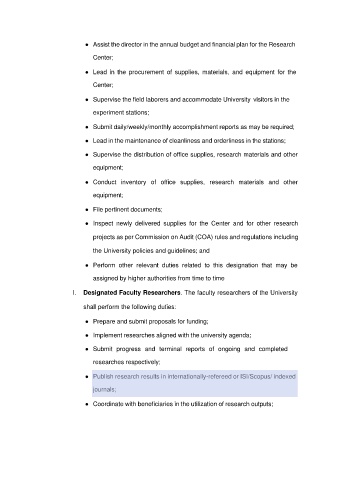 ● Assist the director in the annual budget and financial plan for the Research
Center;
● Lead in the procurement of supplies, materials, and equipment for the
Center;
● Supervise the field laborers and accommodate University visitors in the
experiment stations;
● Submit daily/weekly/monthly accomplishment reports as may be required;
● Lead in the maintenance of cleanliness and orderliness in the stations;
● Supervise the distribution of office supplies, research materials and other
equipment;
● Conduct inventory of office supplies, research materials and other
equipment;
● File pertinent documents;
● Inspect newly delivered supplies for the Center and for other research
projects as per Commission on Audit (COA) rules and regulations including
the University policies and guidelines; and
● Perform other relevant duties related to this designation that may be
assigned by higher authorities from time to time
I. Designated Faculty Researchers. The faculty researchers of the University
shall perform the following duties:
● Prepare and submit proposals for funding;
● Implement researches aligned with the university agenda;
● Submit progress and terminal reports of ongoing and completed
researches respectively;
● Publish research results in internationally-refereed or ISI/Scopus/ indexed
journals;
● Coordinate with beneficiaries in the utilization of research outputs;